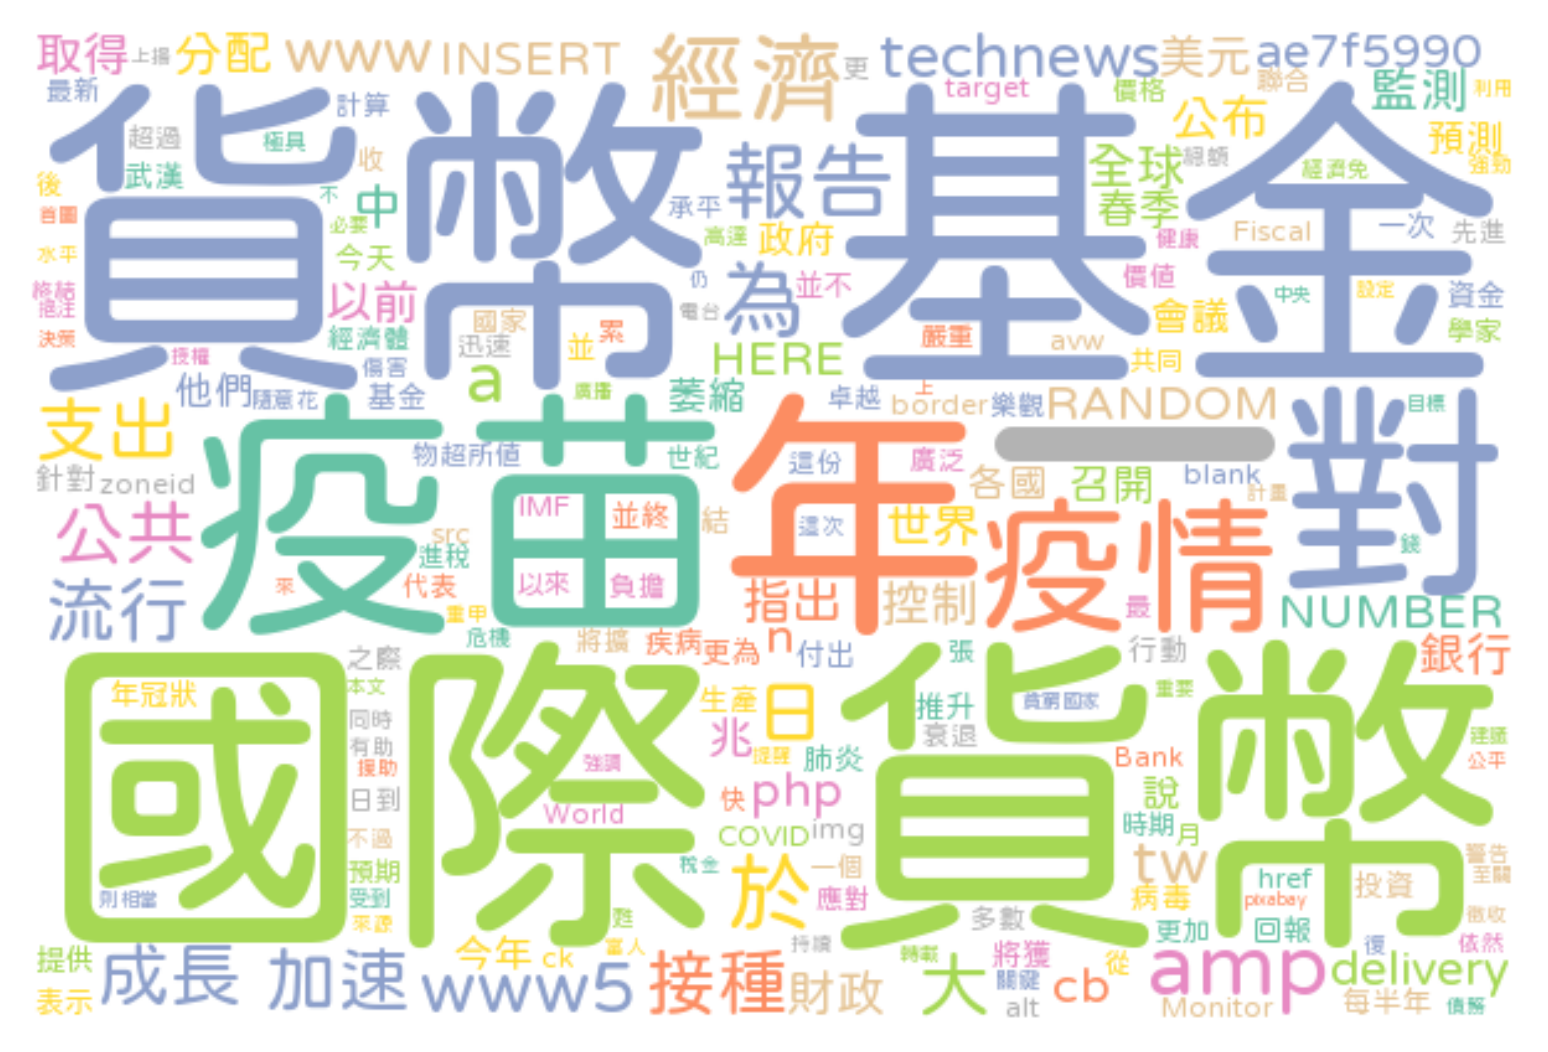 取得 上揚 分配 www INSERT 經濟 更 technews 美元 ae7f5990
最新 計算 target 價格 聯合 監測 利用
貨幣 基金
超過 極具 收 報告 公布 全球 總額 預測 強勁
武漢 不 中 承平 春季 經濟免
後 首圖 必要 高達 政府 健康 Fiscal 一次 先進
水平 今天 仍 為 並不 價值 中央 設定 資金
終結 挹注 以前 電台 會議 學家
決策 經濟體 國家 迅速 並 累 嚴重 avw 共同
授權 傷害 a 廣播 HERE
他們 隨意花 基金 萎縮 卓越 上 border 樂觀 RANDOM 目標
支出 疫苗 年 一 對
物超所值 世紀 這份 廣泛 各國 召開 blank 計畫
針對 zoneid
公共 IMF 並終 結 這次 世界 疫情 錢
src 進稅
流行 來 代表 以來 負擔 指出 控制 最 NUMBER
重甲 危機 將擴 疾病 更為 n 付出 張 行動 銀行
國際 貨幣
之際 年冠狀 本文 生產 日 推升 貧窮國家 重要
同時 有助 援助 強調 兆 提醒 肺炎 衰退 Bank 建議 公平
日到 World 快 php 說
不過 COVID img 時期 月
預期 稅金 於 一個 tw 警告 至關
則相當 受到 應對 病毒 href pixabay 投資
來源 甦 多數 更加 回報 徵收
提供 成長 加速 今年 ck 富人 持續 轉載 將獲 從 復 依然
表示 www5 接種 財政 大 關鍵 alt cb amp Monitor delivery 每半年 債務